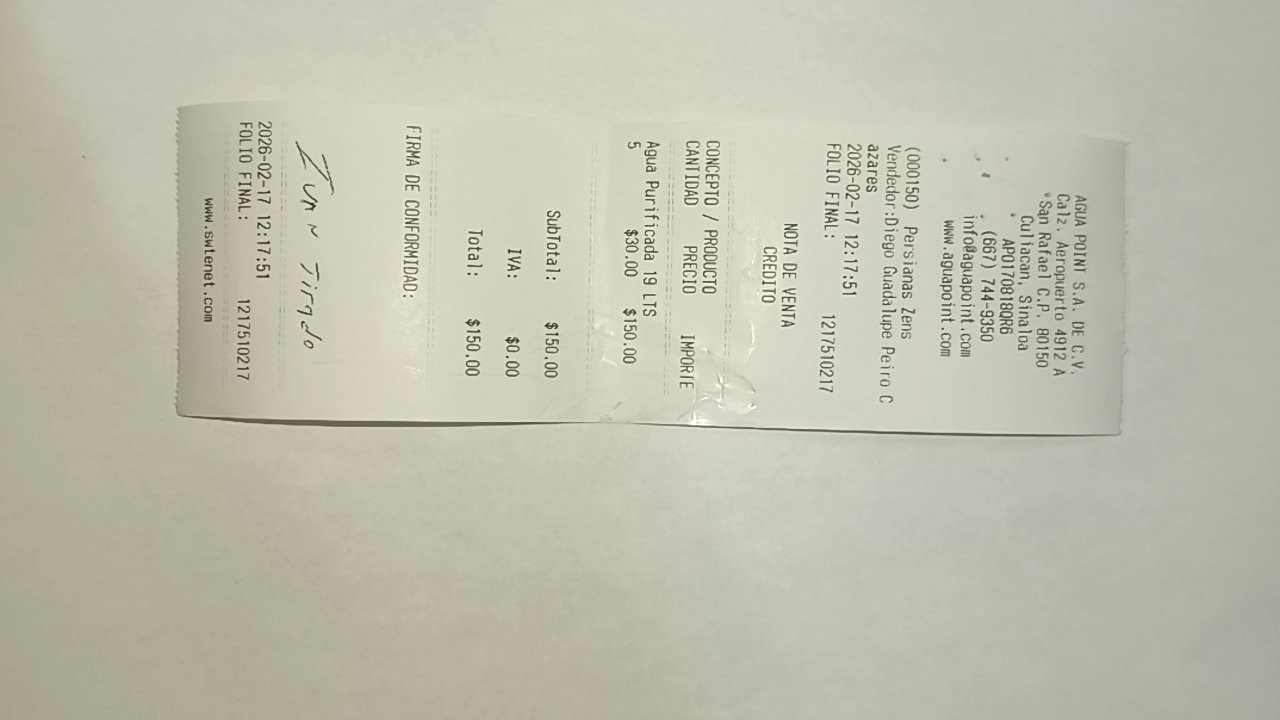 AGUA POINT S.A. DE C.V.
Calz. Aeropuerto 4912 A
San Rafael C.P. 80150
Culiacan, Sinaloa
APO170818QR6
(667) 744-9350
info@aguapoint.com
www.aguapoint.com
(000150) Persianas Zens
Vendedor:Diego Guadalupe Peiro C
azares
2026-02-17 12:17:51
FOLIO FINAL: 1217510217
NOTA DE VENTA
CREDITO
CONCEPTO / PRODUCTO
CANTIDAD PRECIO IMPORTE
Agua Purificada 19 LTS
5 $30.00 $150.00
SubTotal: $150.00
IVA: $0.00
Total: $150.00
FIRMA DE CONFORMIDAD:
2026-02-17 12:17:51
FOLIO FINAL: 1217510217
www.swtenet.com